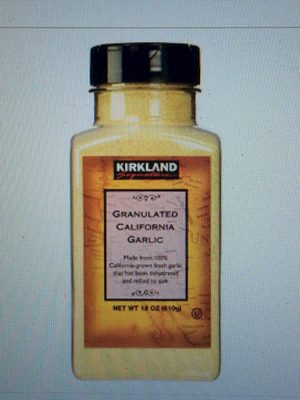 KIRKLAND
Signature
GRANULATED
CALIFORNIA
GARLIC
Made from 100%
California-grown fresh garlic
that has been dehydrated
and milled to size.
NET WT 18 OZ (510g)
U